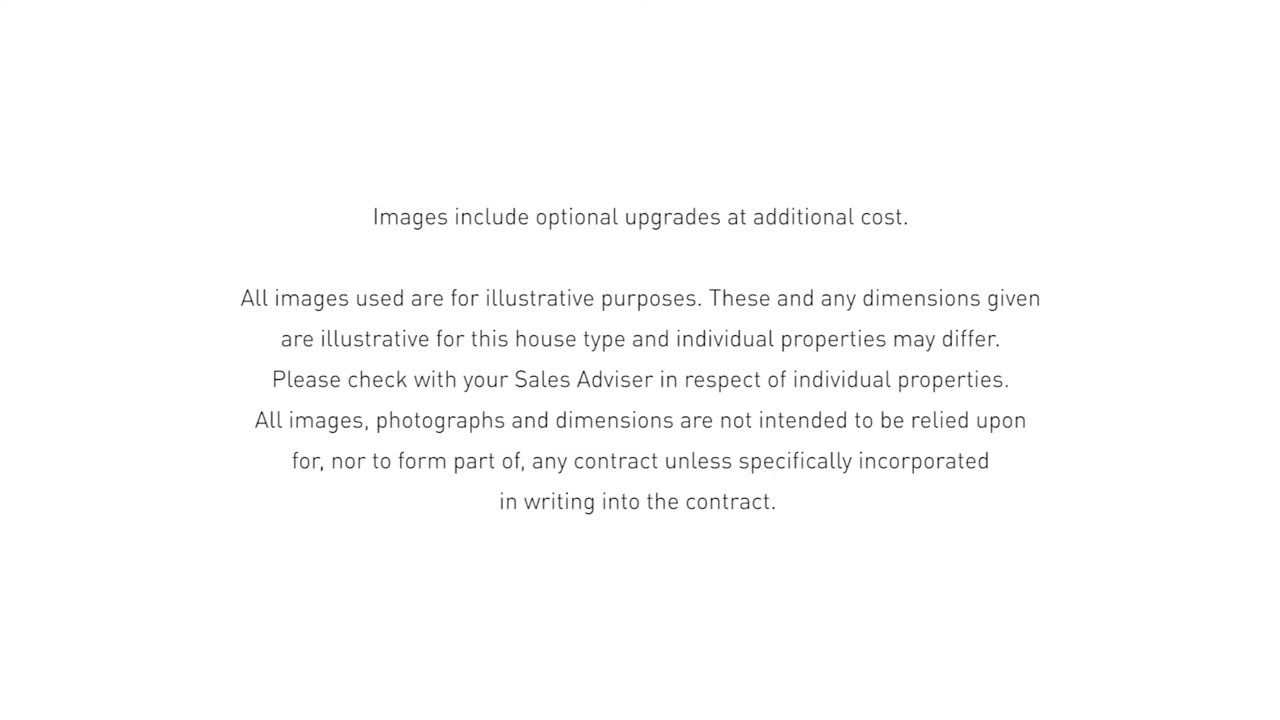 Images include optional upgrades at additional cost.
All images used are for illustrative purposes. These and any dimensions given
are illustrative for this house type and individual properties may differ.
Please check with your Sales Adviser in respect of individual properties.
All images, photographs and dimensions are not intended to be relied upon
for, nor to form part of, any contract unless specifically incorporated
in writing into the contract.